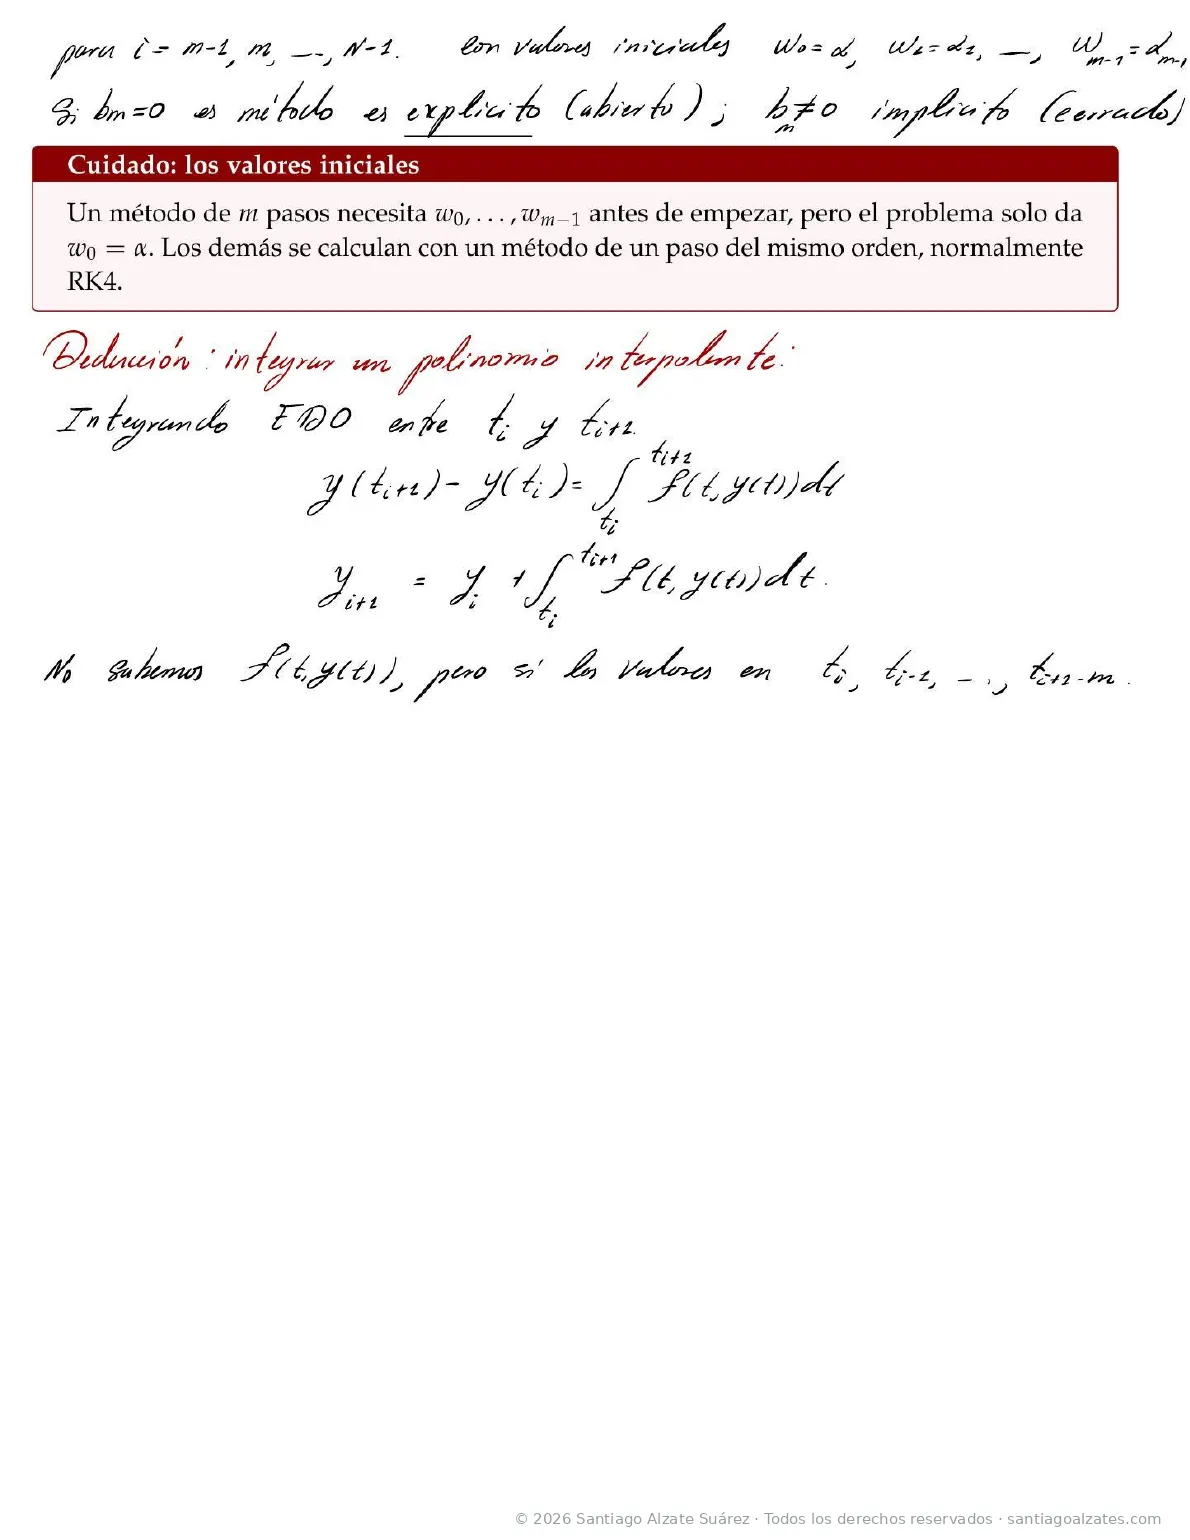 para i = m-1, m, ..., N-1. Con valores iniciales w₀ = α, w₁ = α₁, ..., w_{m-1} = α_{m-1}
Si bm=0 es método es explícito (abierto); b_m ≠ 0 implícito (cerrado)
Cuidado: los valores iniciales
Un método de m pasos necesita w₀, ..., w_{m−1} antes de empezar, pero el problema solo da
w₀ = α. Los demás se calculan con un método de un paso del mismo orden, normalmente
RK4.
Deducción: integrar un polinomio interpolante:
Integrando EDO entre t_i y t_{i+1}.
y(t_{i+1}) - y(t_i) = ∫_{t_i}^{t_{i+1}} f(t, y(t)) dt
y_{i+1} = y_i + ∫_{t_i}^{t_{i+1}} f(t, y(t)) dt.
No sabemos f(t, y(t)), pero sí los valores en t_i, t_{i-1}, ..., t_{i+1-m}.
© 2026 Santiago Alzate Suárez · Todos los derechos reservados · santiagoalzates.com